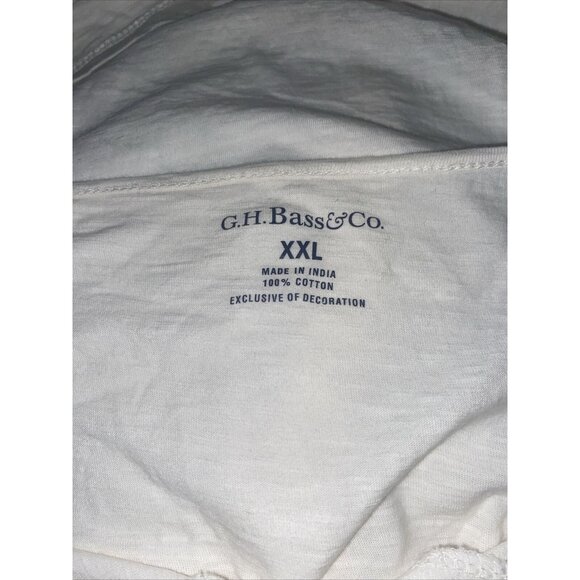 G.H.Bass&Co.
XXL
MADE IN INDIA
100% COTTON
EXCLUSIVE OF DECORATION